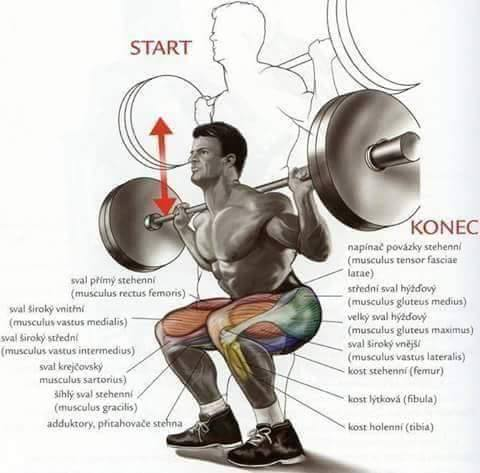 START
KONEC
napínač povázky stehenní
(musculus tensor fasciae
latae)
střední sval hýžďový
(musculus gluteus medius)
velký sval hýžďový
(musculus gluteus maximus)
sval široký vnější
(musculus vastus lateralis)
kost stehenní (femur)
kost lýtková (fibula)
kost holenní (tibia)
sval přímý stehenní
(musculus rectus femoris)
sval široký vnitřní
(musculus vastus medialis)
sval široký střední
(musculus vastus intermedius)
sval krejčovský
musculus sartorius)
šíhlý sval stehenní
(musculus gracilis)
adduktory, přitahovače stehna